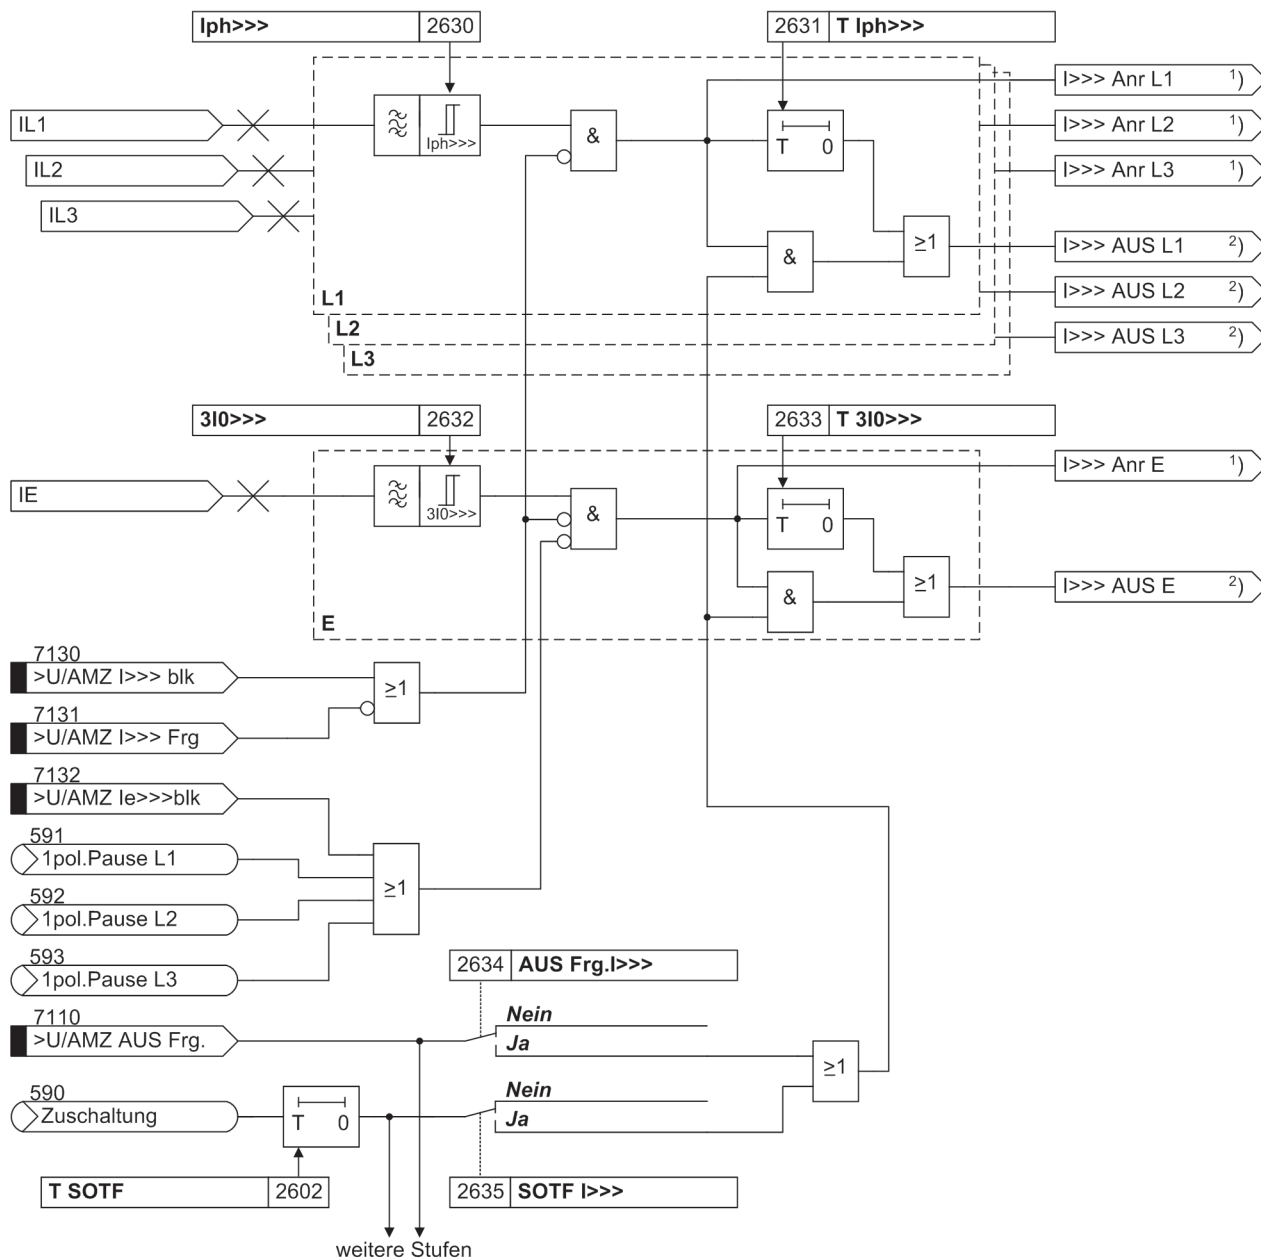 Iph>>> 2630
2631 T Iph>>>
I>>> Anr L1 1)
IL1
Iph>>>
&
T 0
I>>> Anr L2 1)
IL2
I>>> Anr L3 1)
IL3
&
≥1
I>>> AUS L1 2)
L1
I>>> AUS L2 2)
L2
I>>> AUS L3 2)
L3
3I0>>> 2632
2633 T 3I0>>>
I>>> Anr E 1)
IE
3I0>>>
&
T 0
&
≥1
I>>> AUS E 2)
E
7130
>U/AMZ I>>> blk
≥1
7131
>U/AMZ I>>> Frg
7132
>U/AMZ Ie>>>blk
591
1pol.Pause L1
≥1
592
1pol.Pause L2
593
1pol.Pause L3
2634 AUS Frg.I>>>
7110
>U/AMZ AUS Frg.
Nein
Ja
≥1
590
Zuschaltung
T 0
Nein
Ja
T SOTF 2602
2635 SOTF I>>>
weitere Stufen